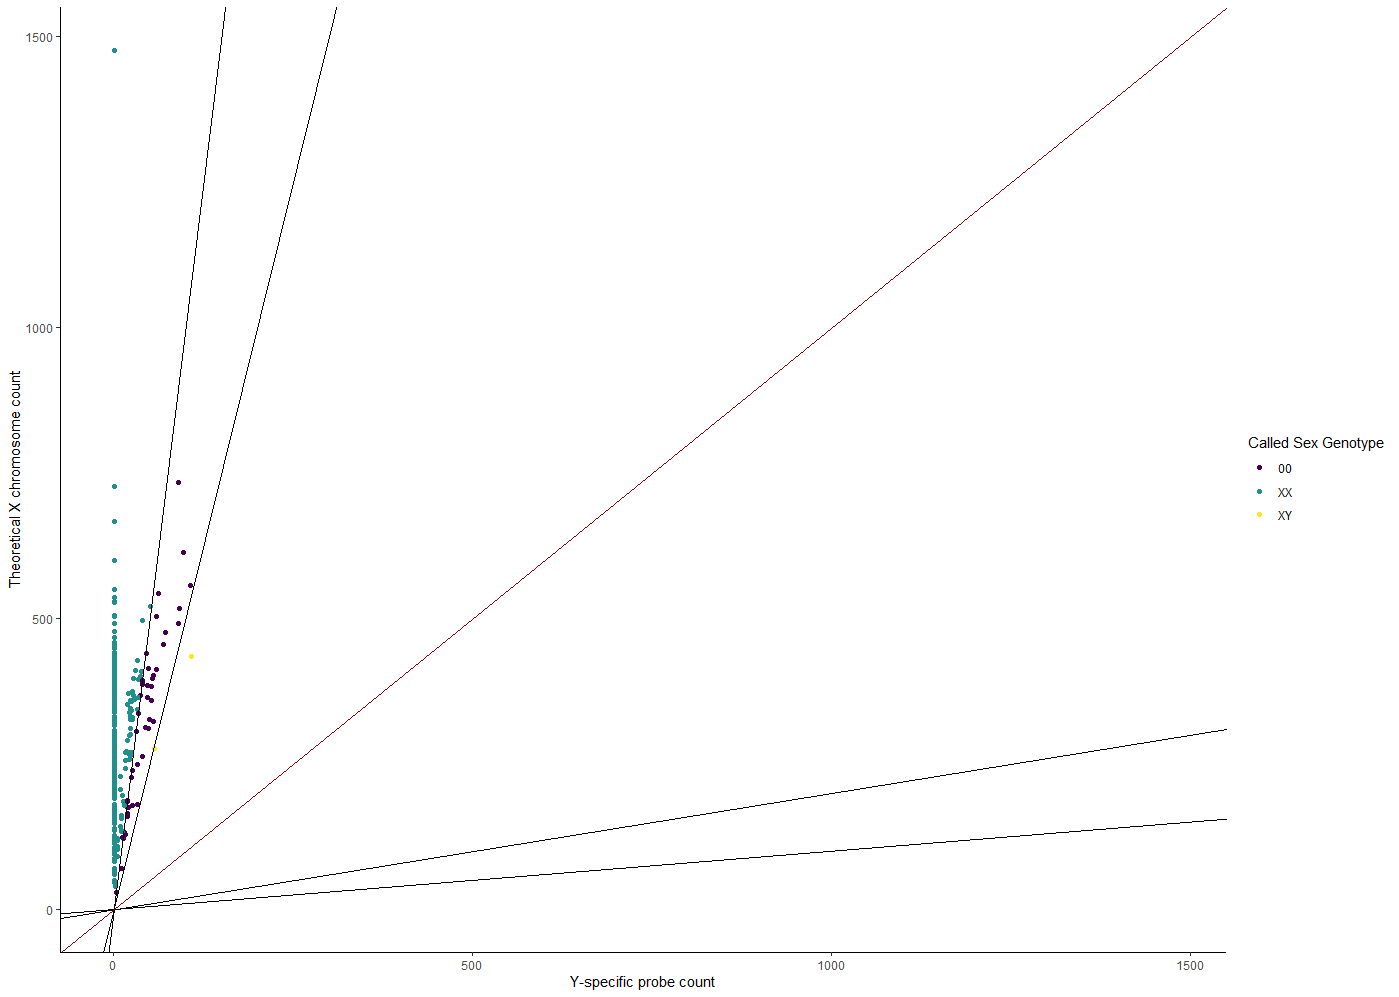 1500
1000
500
0
Theoretical X chromosome count
0
500
1000
1500
Y-specific probe count
Called Sex Genotype
00
XX
XY